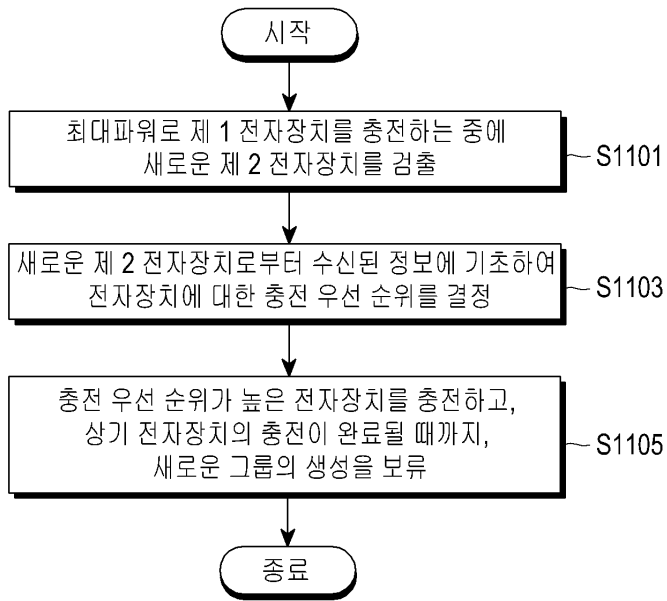 시작
최대파워로 제 1 전자장치를 충전하는 중에
새로운 제 2 전자장치를 검출
S1101
새로운 제 2 전자장치로부터 수신된 정보에 기초하여
전자장치에 대한 충전 우선 순위를 결정
S1103
충전 우선 순위가 높은 전자장치를 충전하고,
상기 전자장치의 충전이 완료될 때까지,
새로운 그룹의 생성을 보류
S1105
종료